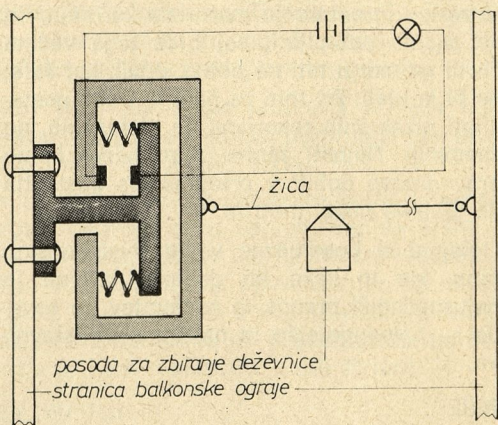 žica
posoda za zbiranje deževnice
stranica balkonske ograje